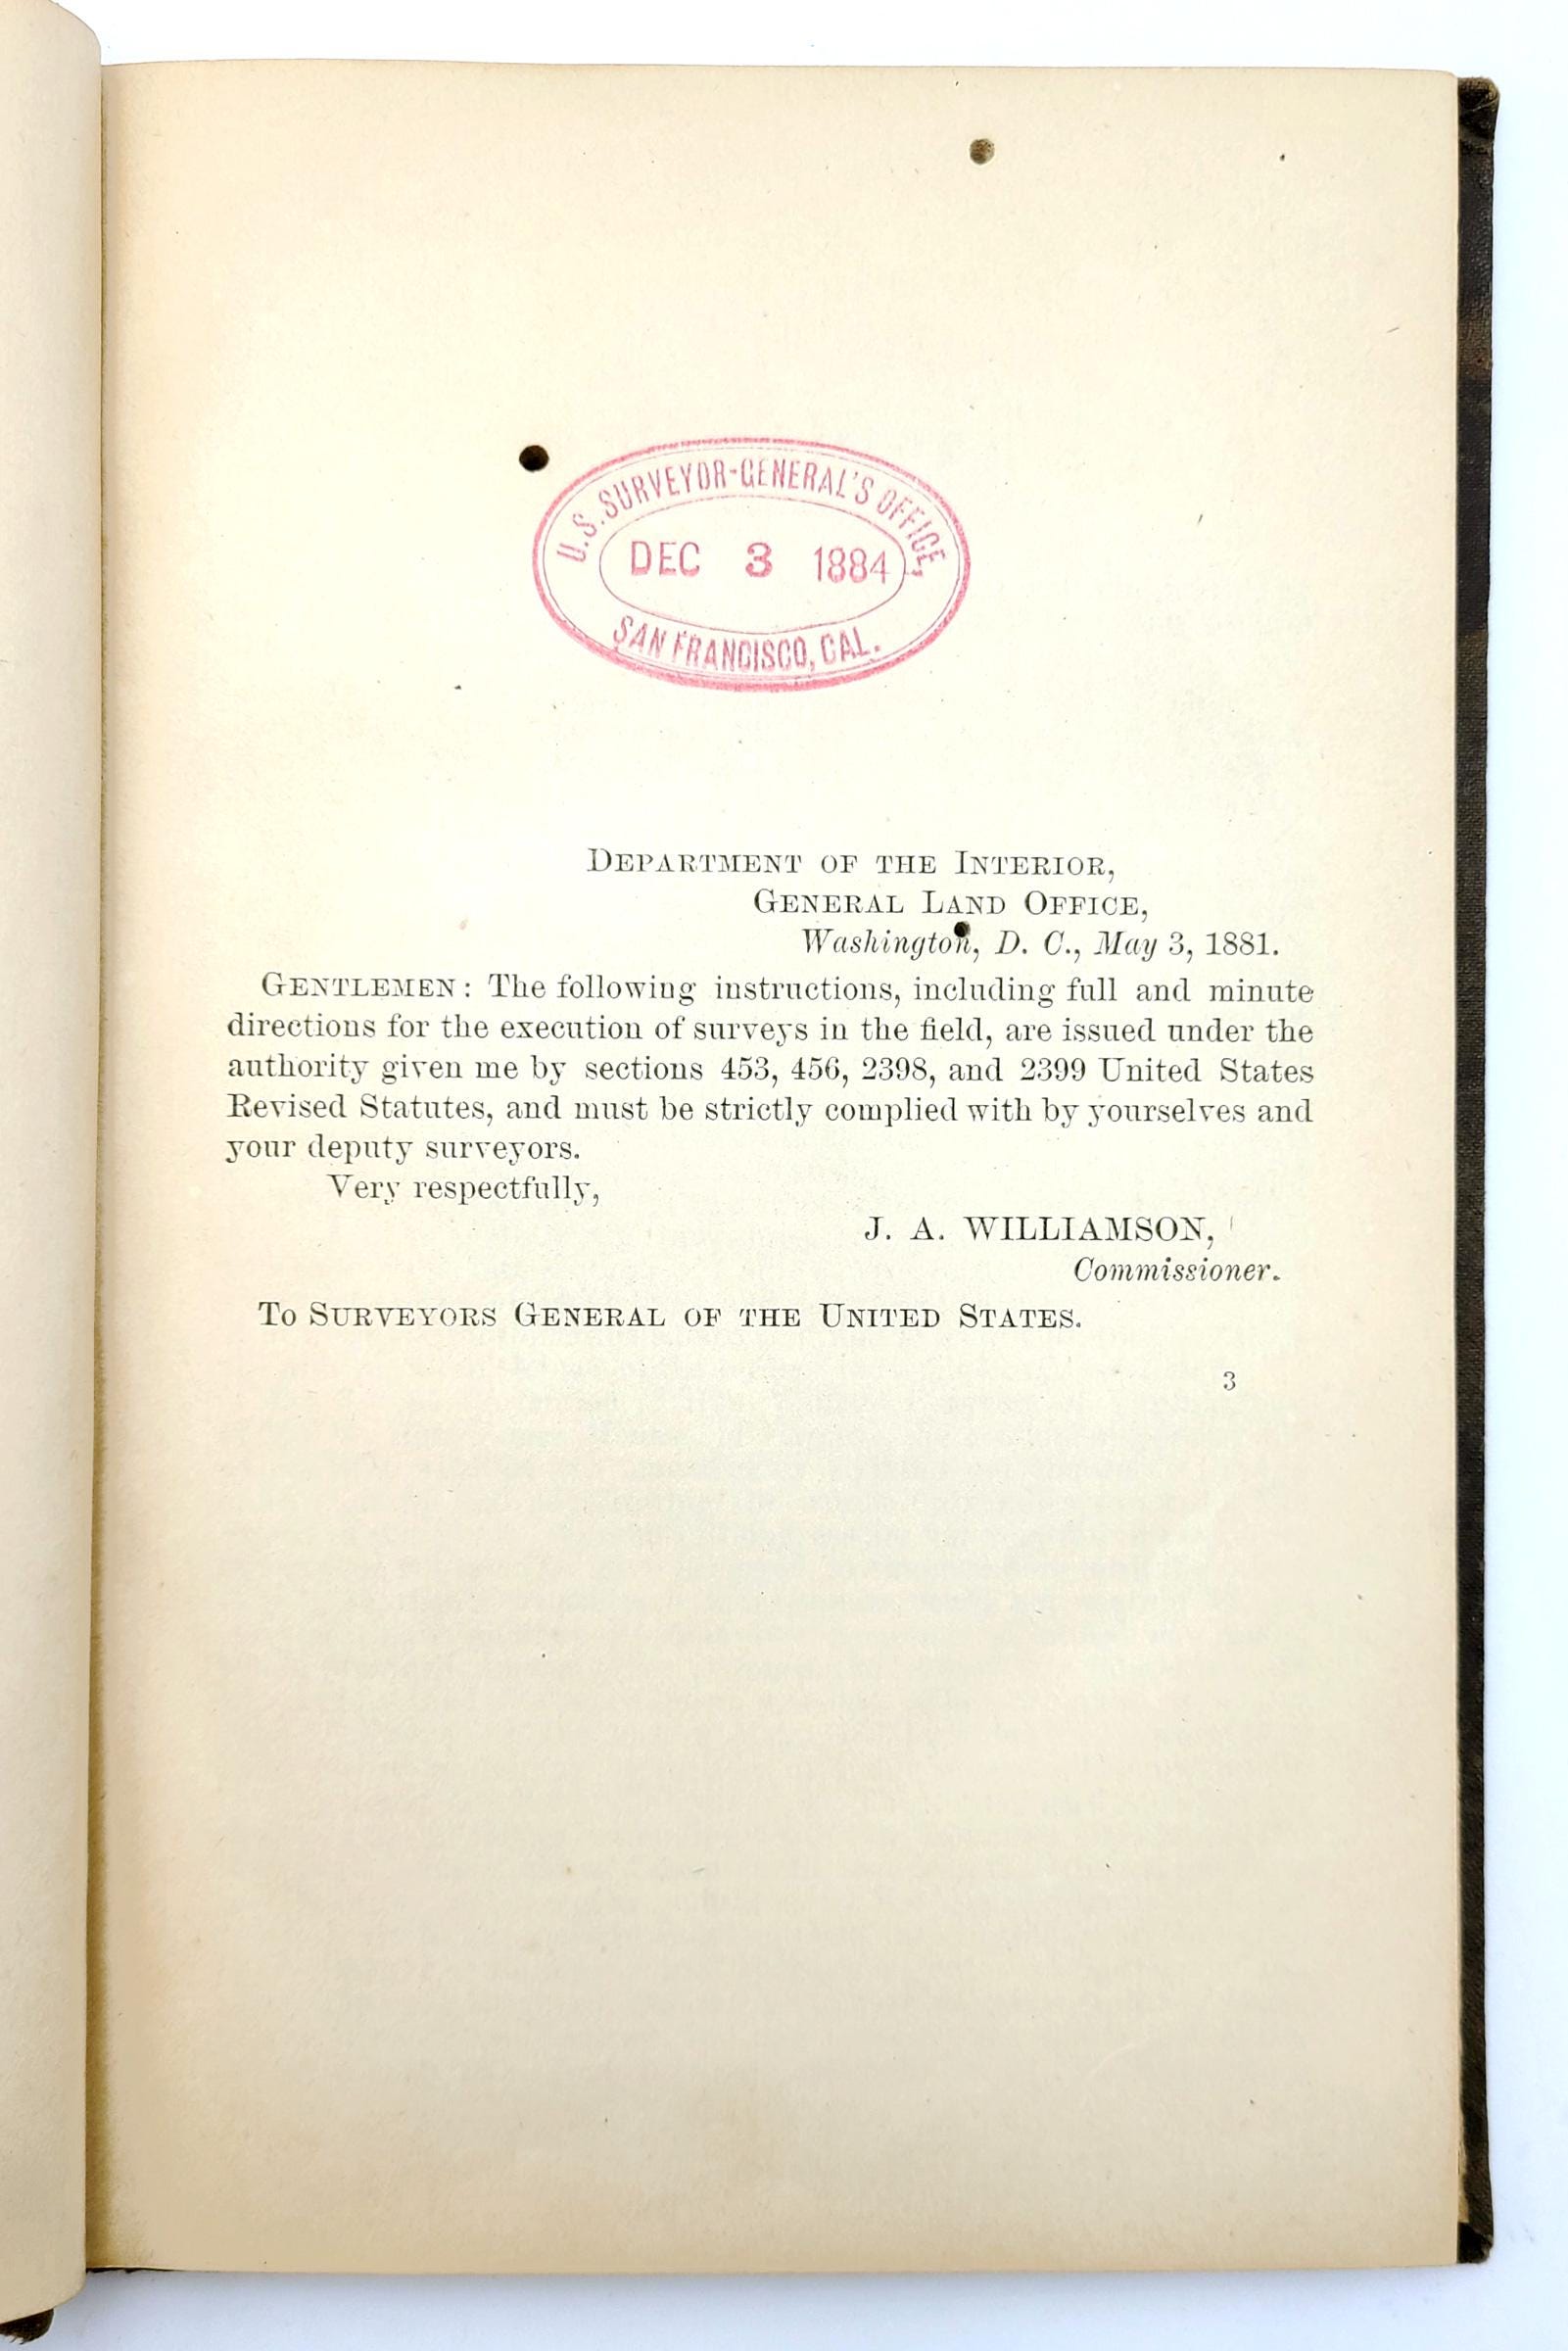 U.S. SURVEYOR-GENERAL'S OFFICE,
DEC 3 1884
SAN FRANCISCO, CAL.
DEPARTMENT OF THE INTERIOR,
GENERAL LAND OFFICE,
Washington, D. C., May 3, 1881.
GENTLEMEN: The following instructions, including full and minute
directions for the execution of surveys in the field, are issued under the
authority given me by sections 453, 456, 2398, and 2399 United States
Revised Statutes, and must be strictly complied with by yourselves and
your deputy surveyors.
Very respectfully,
J. A. WILLIAMSON,
Commissioner.
To SURVEYORS GENERAL OF THE UNITED STATES.
3